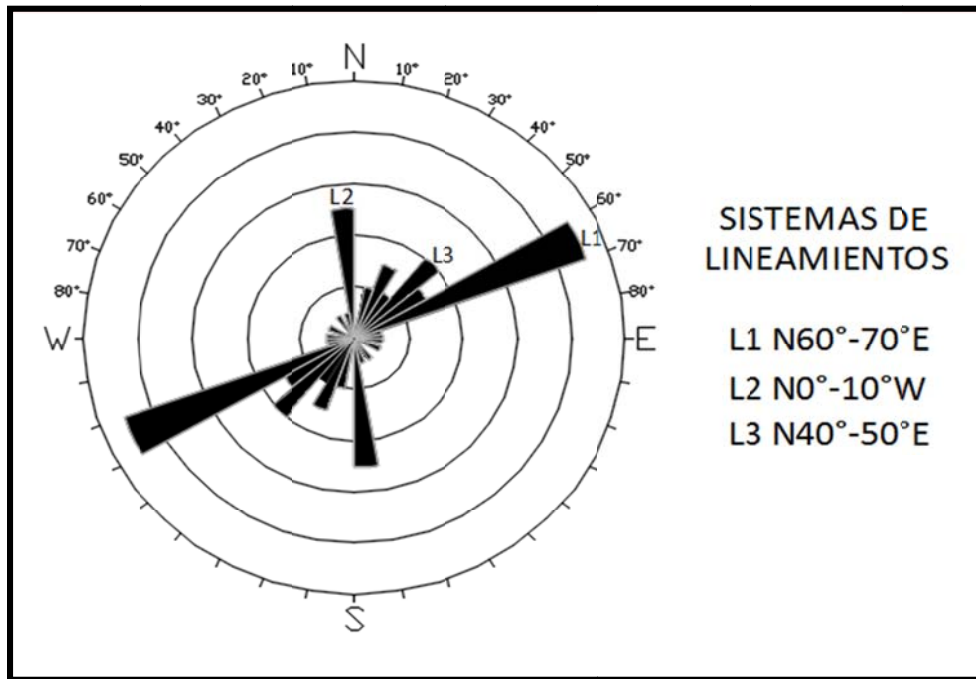 N
10° 10°
20° 20°
30° 30°
40° 40°
50° 50°
60° 60°
70° 70°
80° 80°
W E
S
L2
L3
L1
SISTEMAS DE
LINEAMIENTOS
L1 N60°-70°E
L2 N0°-10°W
L3 N40°-50°E